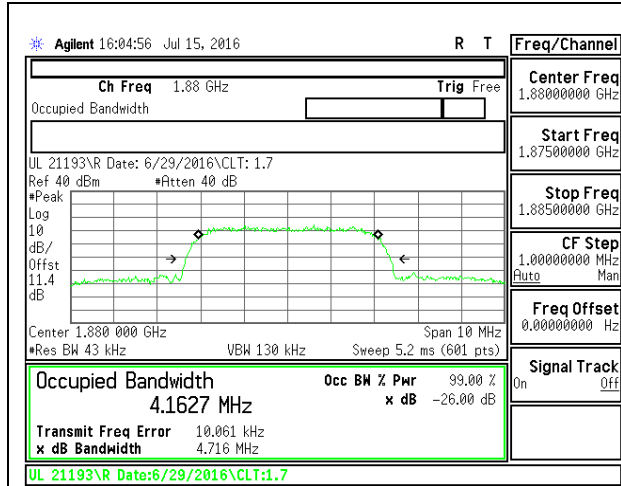 Agilent 16:04:56 Jul 15, 2016 R T
Ch Freq 1.88 GHz Trig Free
Occupied Bandwidth
UL 21193\R Date: 6/29/2016\CLT: 1.7
Ref 40 dBm #Atten 40 dB
#Peak
Log
10
dB/
Offst
11.4
dB
Center 1.880 000 GHz Span 10 MHz
#Res BW 43 kHz VBW 130 kHz Sweep 5.2 ms (601 pts)
Occupied Bandwidth Occ BW % Pwr 99.00 %
4.1627 MHz x dB -26.00 dB
Transmit Freq Error 10.061 kHz
x dB Bandwidth 4.716 MHz
UL 21193\R Date:6/29/2016\CLT:1.7
Freq/Channel
Center Freq
1.88000000 GHz
Start Freq
1.87500000 GHz
Stop Freq
1.88500000 GHz
CF Step
1.00000000 MHz
Auto Man
Freq Offset
0.00000000 Hz
Signal Track
On Off